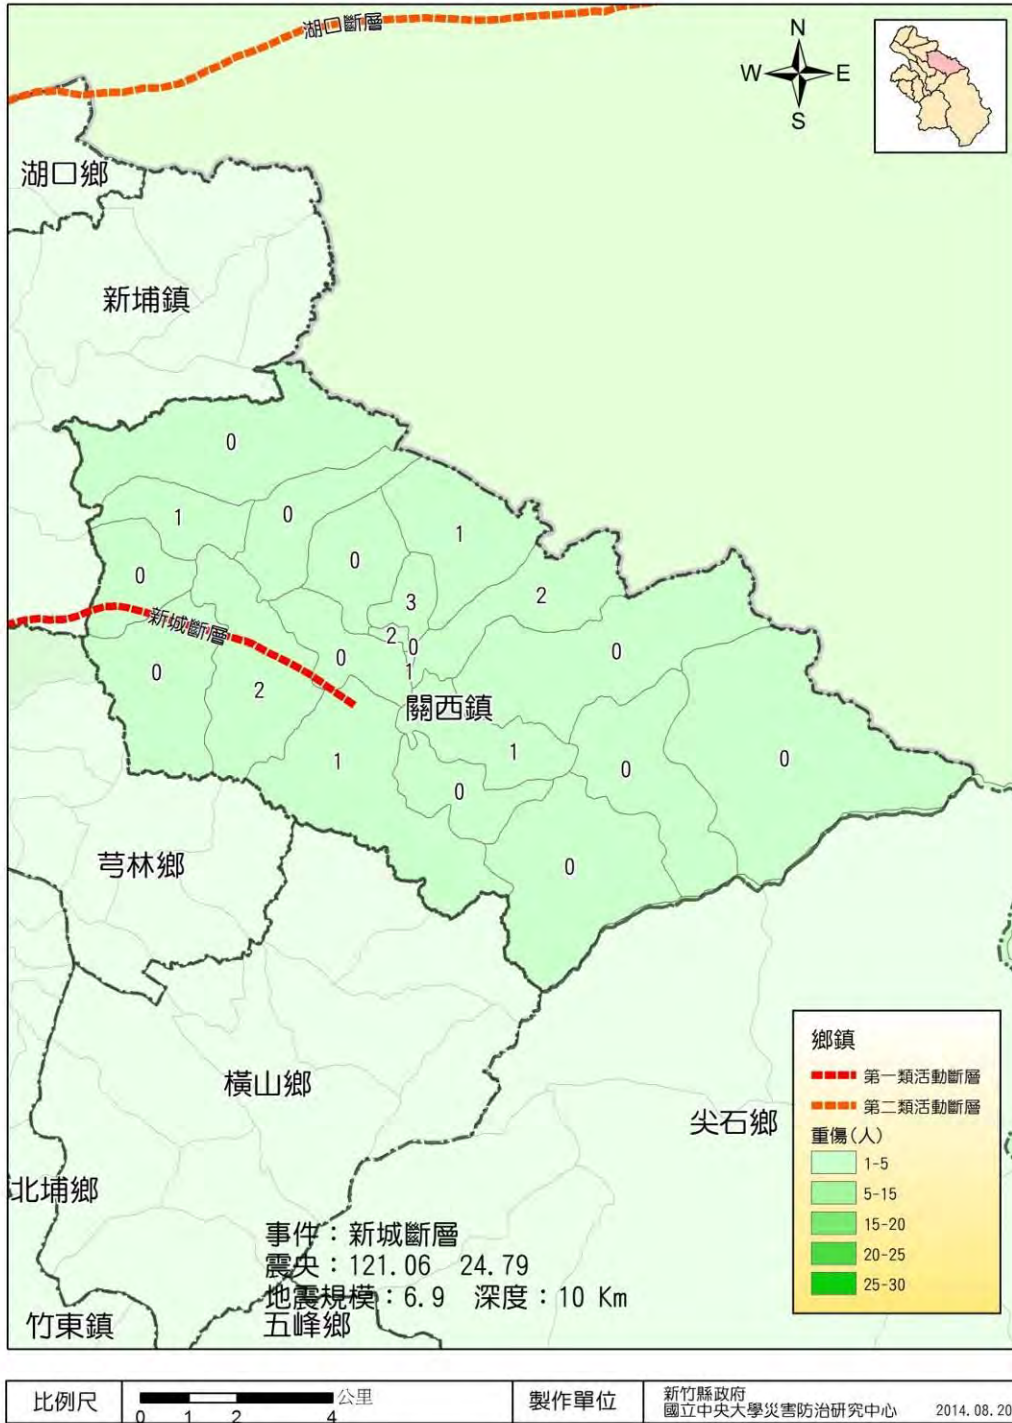 湖口斷層
N
W E
S
湖口鄉
新埔鎮
0
1
0
1
0
0
3
2
新城斷層
2
0
0
0
0
2
1
關西鎮
1
1
0
0
0
0
芎林鄉
橫山鄉
尖石鄉
北埔鄉
竹東鎮
五峰鄉
事件：新城斷層
震央：121.06 24.79
地震規模：6.9 深度：10 Km
鄉鎮
第一類活動斷層
第二類活動斷層
重傷(人)
1-5
5-15
15-20
20-25
25-30
比例尺
0 1 2 4
公里
製作單位
新竹縣政府
國立中央大學災害防治研究中心
2014.08.20